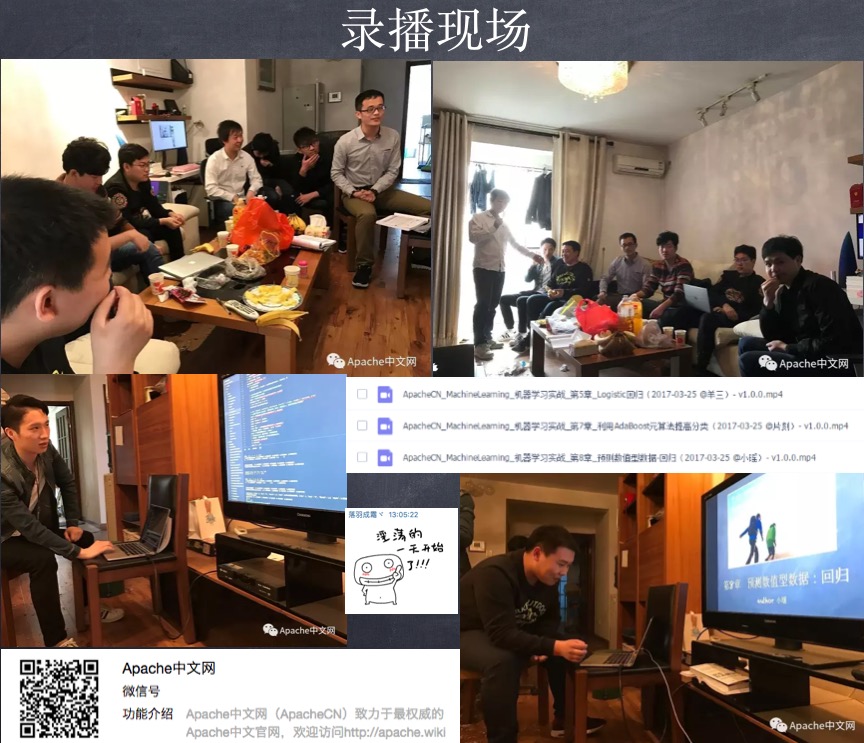 录播现场
Apache中文网
Apache中文网
ApacheCN_MachineLearning_机器学习实战_第5章_Logistic回归（2017-03-25 @羊三）- v1.0.0.mp4
ApacheCN_MachineLearning_机器学习实战_第7章_利用AdaBoost元算法提高分类（2017-03-25 @片刻）- v1.0.0.mp4
ApacheCN_MachineLearning_机器学习实战_第8章_预测数值型数据-回归（2017-03-25 @小瑶）- v1.0.0.mp4
落羽成霜丶 13:05:22
淫荡的
一天开始
了!!!
Apache中文网
第8章 预测数值型数据：回归
author 小瑶
Apache中文网
Apache中文网
微信号
功能介绍 Apache中文网（ApacheCN）致力于最权威的
Apache中文官网，欢迎访问http://apache.wiki